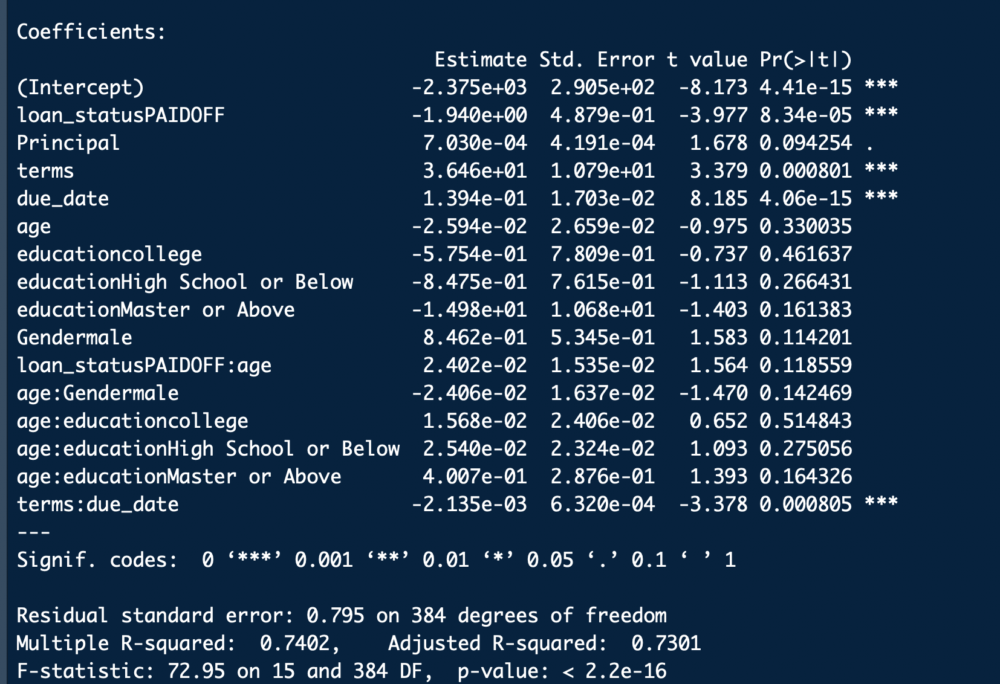 Coefficients:
                                   Estimate Std. Error t value Pr(>|t|)
(Intercept)                      -2.375e+03  2.905e+02  -8.173 4.41e-15 ***
loan_statusPAIDOFF               -1.940e+00  4.879e-01  -3.977 8.34e-05 ***
Principal                         7.030e-04  4.191e-04   1.678 0.094254 .
terms                             3.646e+01  1.079e+01   3.379 0.000801 ***
due_date                          1.394e-01  1.703e-02   8.185 4.06e-15 ***
age                              -2.594e-02  2.659e-02  -0.975 0.330035
educationcollege                 -5.754e-01  7.809e-01  -0.737 0.461637
educationHigh School or Below    -8.475e-01  7.615e-01  -1.113 0.266431
educationMaster or Above         -1.498e+01  1.068e+01  -1.403 0.161383
Gendermale                        8.462e-01  5.345e-01   1.583 0.114201
loan_statusPAIDOFF:age            2.402e-02  1.535e-02   1.564 0.118559
age:Gendermale                   -2.406e-02  1.637e-02  -1.470 0.142469
age:educationcollege              1.568e-02  2.406e-02   0.652 0.514843
age:educationHigh School or Below 2.540e-02  2.324e-02   1.093 0.275056
age:educationMaster or Above      4.007e-01  2.876e-01   1.393 0.164326
terms:due_date                   -2.135e-03  6.320e-04  -3.378 0.000805 ***
---
Signif. codes:  0 ‘***’ 0.001 ‘**’ 0.01 ‘*’ 0.05 ‘.’ 0.1 ‘ ’ 1
Residual standard error: 0.795 on 384 degrees of freedom
Multiple R-squared:  0.7402,    Adjusted R-squared:  0.7301
F-statistic: 72.95 on 15 and 384 DF,  p-value: < 2.2e-16